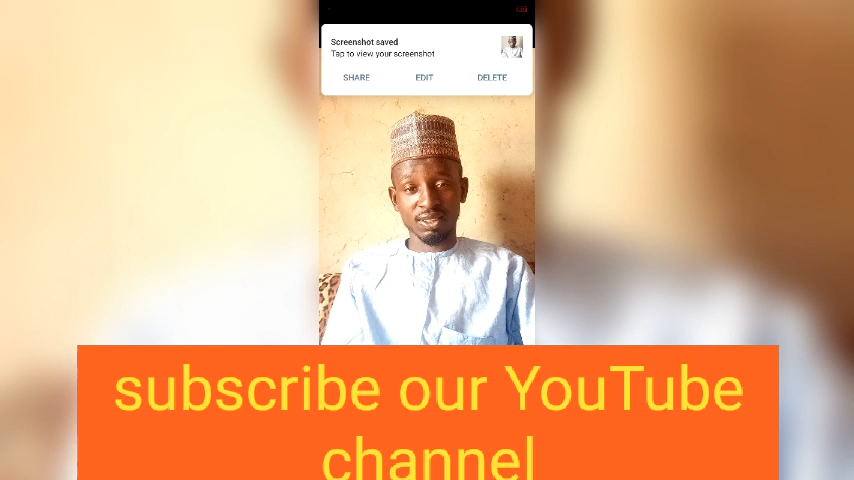 Screenshot saved
Tap to view your screenshot
SHARE EDIT DELETE
subscribe our YouTube
channel